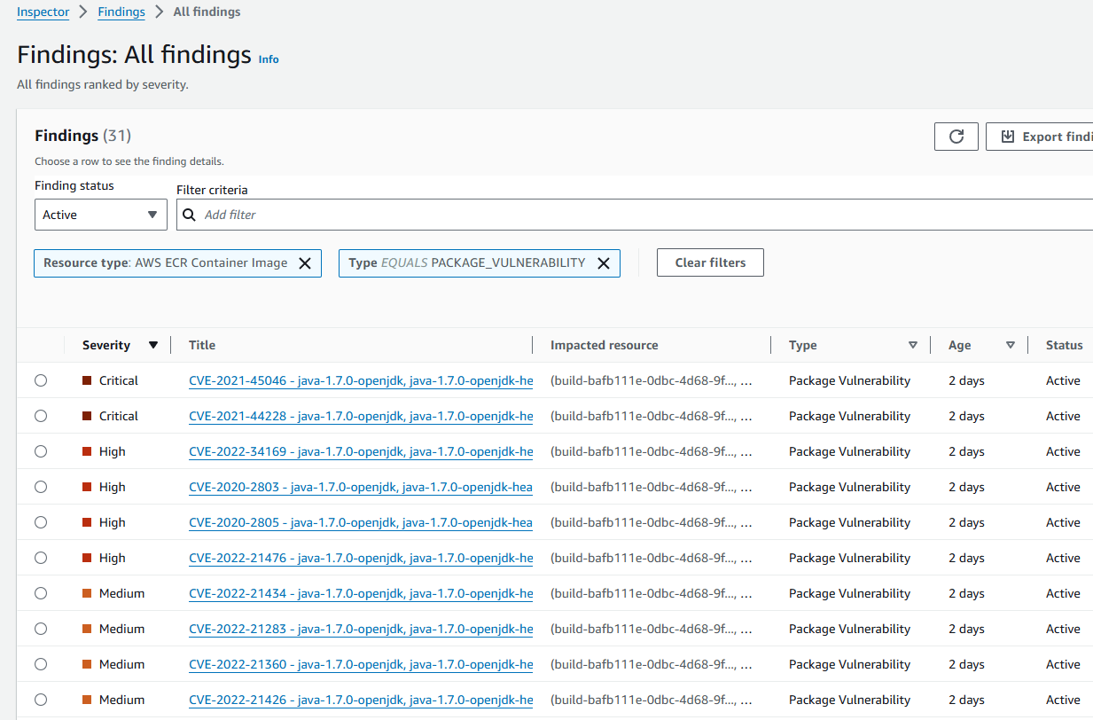 Inspector > Findings > All findings
Findings: All findings Info
All findings ranked by severity.
Findings (31)
Export findi
Choose a row to see the finding details.
Finding status
Filter criteria
Active
Add filter
Resource type: AWS ECR Container Image
Type EQUALS PACKAGE_VULNERABILITY
Clear filters
Severity Title Impacted resource Type Age Status
Critical CVE-2021-45046 - java-1.7.0-openjdk, java-1.7.0-openjdk-he (build-bafb111e-0dbc-4d68-9f..., ... Package Vulnerability 2 days Active
Critical CVE-2021-44228 - java-1.7.0-openjdk, java-1.7.0-openjdk-he (build-bafb111e-0dbc-4d68-9f..., ... Package Vulnerability 2 days Active
High CVE-2022-34169 - java-1.7.0-openjdk, java-1.7.0-openjdk-he (build-bafb111e-0dbc-4d68-9f..., ... Package Vulnerability 2 days Active
High CVE-2020-2803 - java-1.7.0-openjdk, java-1.7.0-openjdk-hea (build-bafb111e-0dbc-4d68-9f..., ... Package Vulnerability 2 days Active
High CVE-2020-2805 - java-1.7.0-openjdk, java-1.7.0-openjdk-hea (build-bafb111e-0dbc-4d68-9f..., ... Package Vulnerability 2 days Active
High CVE-2022-21476 - java-1.7.0-openjdk, java-1.7.0-openjdk-he (build-bafb111e-0dbc-4d68-9f..., ... Package Vulnerability 2 days Active
Medium CVE-2022-21434 - java-1.7.0-openjdk, java-1.7.0-openjdk-he (build-bafb111e-0dbc-4d68-9f..., ... Package Vulnerability 2 days Active
Medium CVE-2022-21283 - java-1.7.0-openjdk, java-1.7.0-openjdk-he (build-bafb111e-0dbc-4d68-9f..., ... Package Vulnerability 2 days Active
Medium CVE-2022-21360 - java-1.7.0-openjdk, java-1.7.0-openjdk-he (build-bafb111e-0dbc-4d68-9f..., ... Package Vulnerability 2 days Active
Medium CVE-2022-21426 - java-1.7.0-openjdk, java-1.7.0-openjdk-he (build-bafb111e-0dbc-4d68-9f..., ... Package Vulnerability 2 days Active